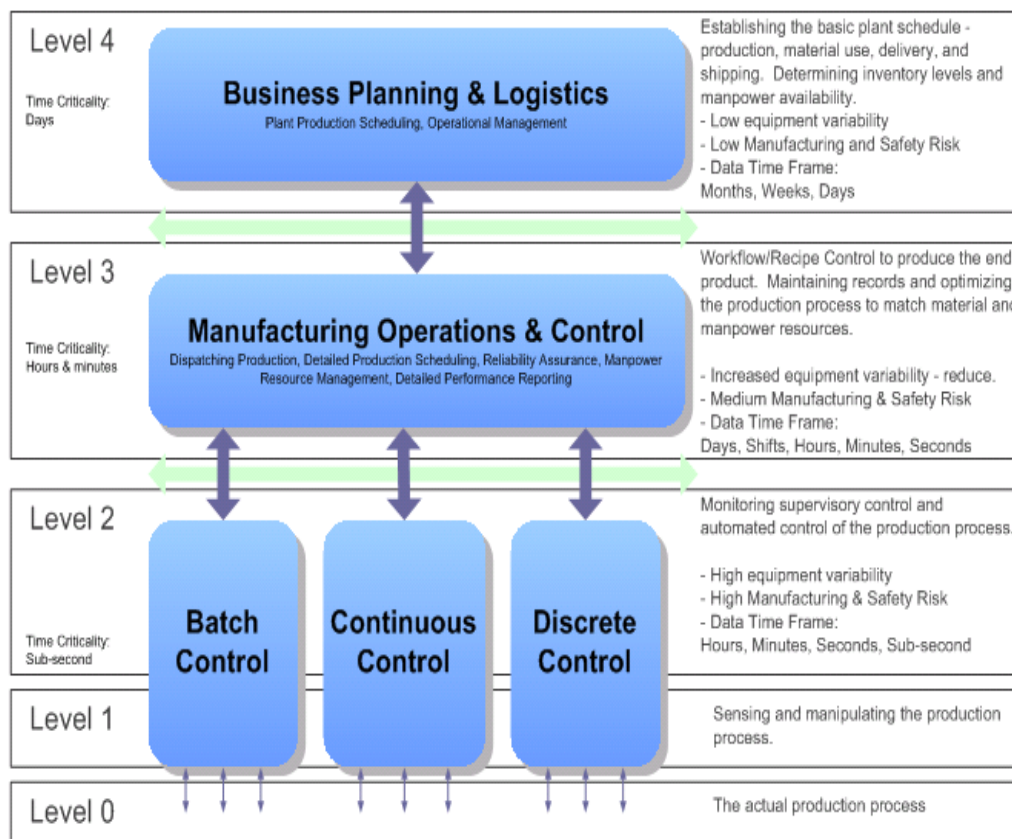 Level 4
Time Criticality:
Days
Business Planning & Logistics
Plant Production Scheduling, Operational Management
Establishing the basic plant schedule -
production, material use, delivery, and
shipping. Determining inventory levels and
manpower availability.
- Low equipment variability
- Low Manufacturing and Safety Risk
- Data Time Frame:
Months, Weeks, Days
Level 3
Time Criticality:
Hours & minutes
Manufacturing Operations & Control
Dispatching Production, Detailed Production Scheduling, Reliability Assurance, Manpower
Resource Management, Detailed Performance Reporting
Workflow/Recipe Control to produce the end
product. Maintaining records and optimizing
the production process to match material and
manpower resources.
- Increased equipment variability - reduce.
- Medium Manufacturing & Safety Risk
- Data Time Frame:
Days, Shifts, Hours, Minutes, Seconds
Level 2
Time Criticality:
Sub-second
Batch
Control
Continuous
Control
Discrete
Control
Monitoring supervisory control and
automated control of the production process.
- High equipment variability
- High Manufacturing & Safety Risk
- Data Time Frame:
Hours, Minutes, Seconds, Sub-second
Level 1
Sensing and manipulating the production
process.
Level 0
The actual production process